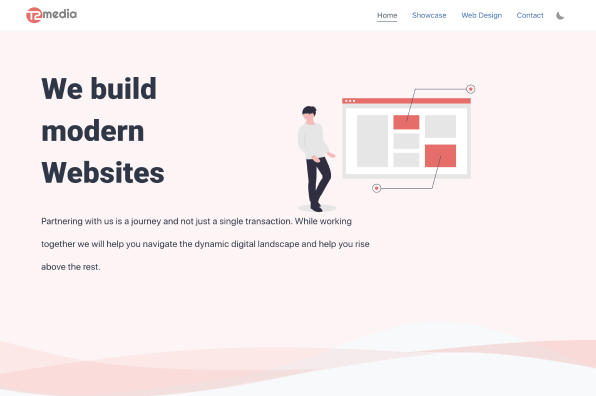 T2media
Home Showcase Web Design Contact
We build
modern
Websites
Partnering with us is a journey and not just a single transaction. While working
together we will help you navigate the dynamic digital landscape and help you rise
above the rest.